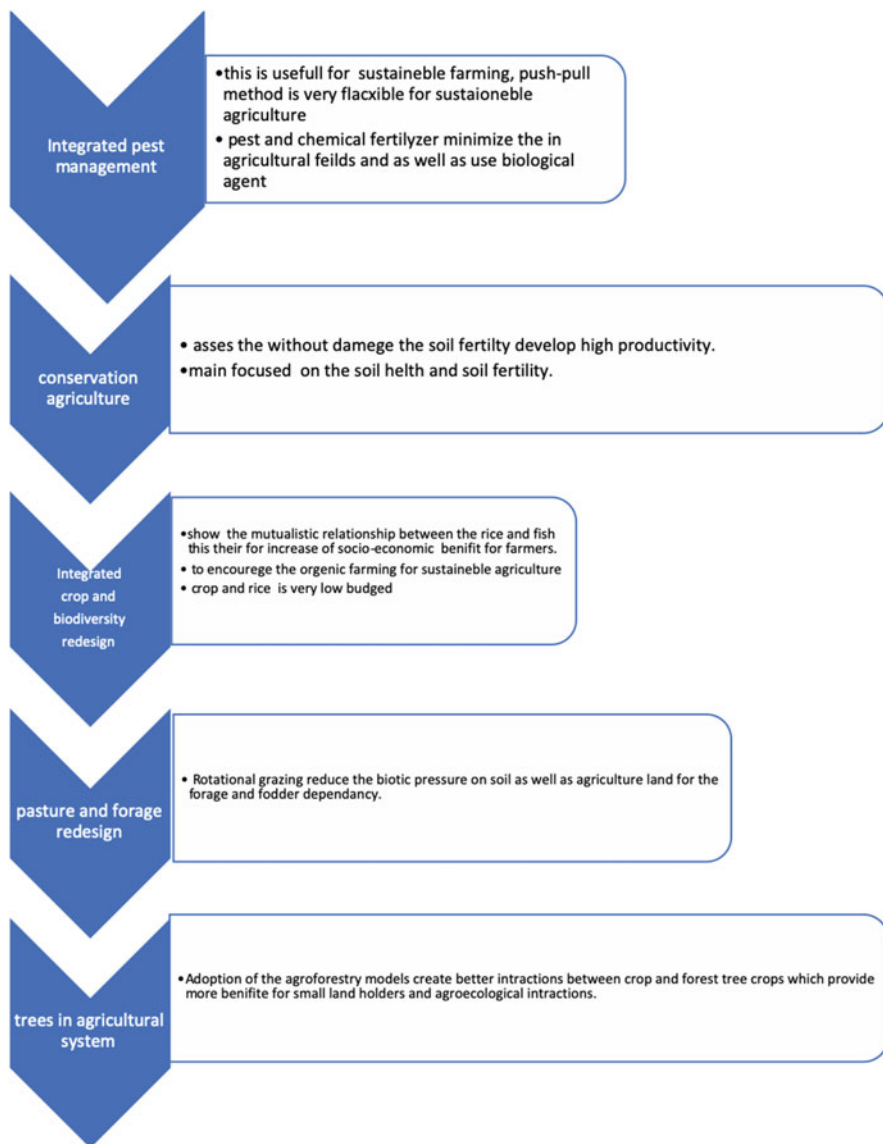 Integrated pest
management
•this is usefull for sustaineble farming, push-pull
method is very flacxible for sustaioneble
agriculture
• pest and chemical fertilyzer minimize the in
agricultural feilds and as well as use biological
agent
conservation
agriculture
• asses the without damege the soil fertilty develop high productivity.
•main focused on the soil helth and soil fertility.
Integrated
crop and
biodiversity
redesign
•show the mutualistic relationship between the rice and fish
this their for increase of socio-economic benifit for farmers.
• to encourege the orgenic farming for sustaineble agriculture
• crop and rice is very low budged
pasture and forage
redesign
• Rotational grazing reduce the biotic pressure on soil as well as agriculture land for the
forage and fodder dependancy.
trees in agricultural
system
•Adoption of the agroforestry models create better intractions between crop and forest tree crops which provide
more benifite for small land holders and agroecological intractions.